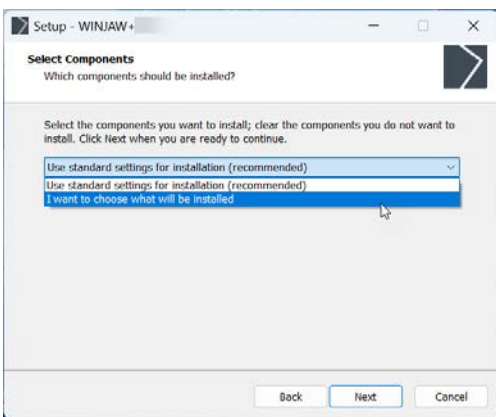 Setup - WINJAW+
Select Components
Which components should be installed?
Select the components you want to install; clear the components you do not want to
install. Click Next when you are ready to continue.
Use standard settings for installation (recommended)
Use standard settings for installation (recommended)
I want to choose what will be installed
Back Next Cancel